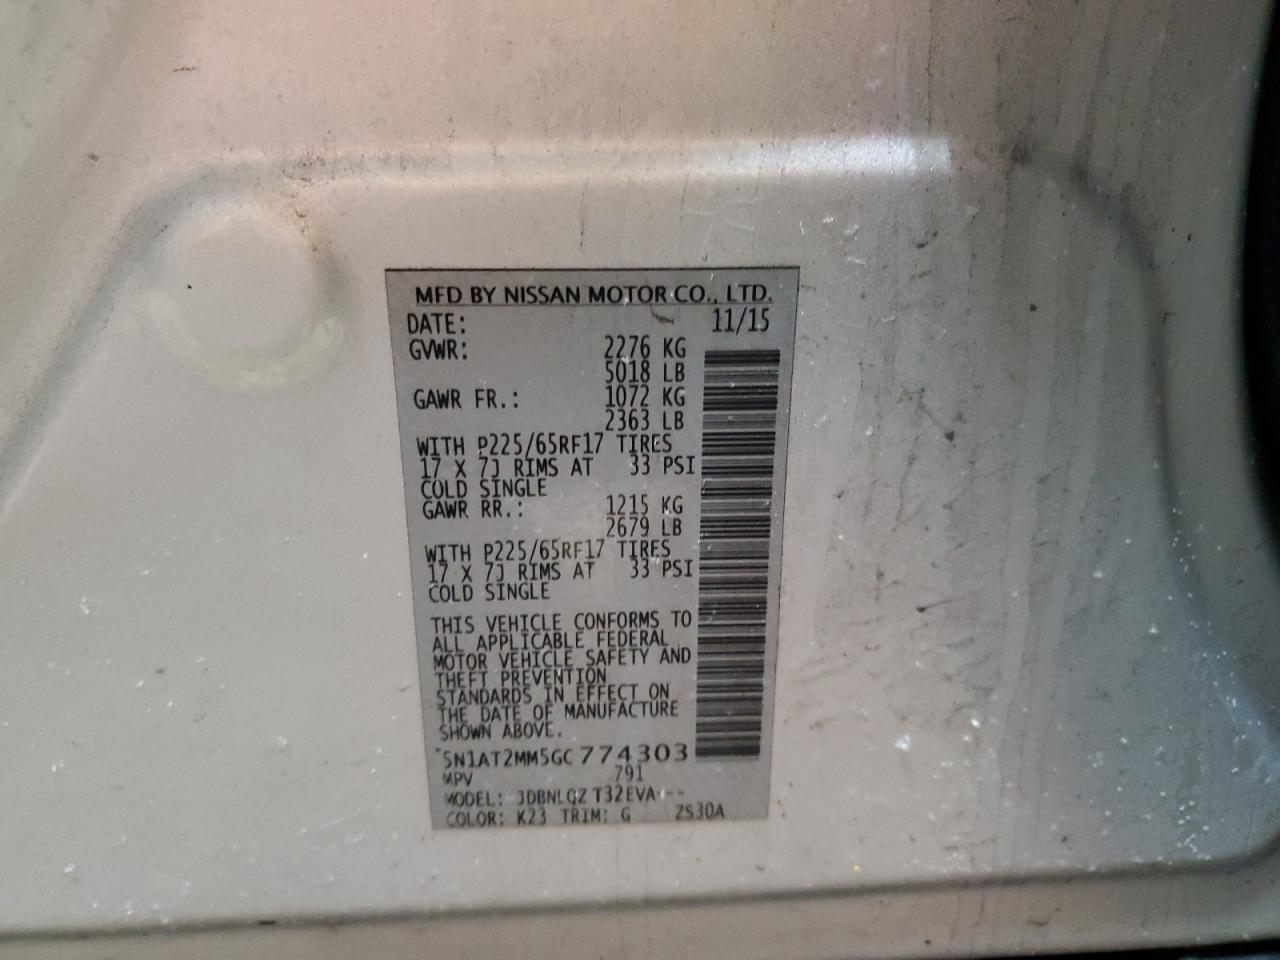 MFD BY NISSAN MOTOR CO., LTD.
DATE: 11/15
GVWR: 2276 KG
5018 LB
GAWR FR.: 1072 KG
2363 LB
WITH P225/65RF17 TIRES
17 X 7J RIMS AT 33 PSI
COLD SINGLE
GAWR RR.: 1215 KG
2679 LB
WITH P225/65RF17 TIRES
17 X 7J RIMS AT 33 PSI
COLD SINGLE
THIS VEHICLE CONFORMS TO
ALL APPLICABLE FEDERAL
MOTOR VEHICLE SAFETY AND
THEFT PREVENTION
STANDARDS IN EFFECT ON
THE DATE OF MANUFACTURE
SHOWN ABOVE.
*5N1AT2MM5GC774303
MPV 791
MODEL: JDBNLQZ T32EVA---
COLOR: K23 TRIM: G ZS30A